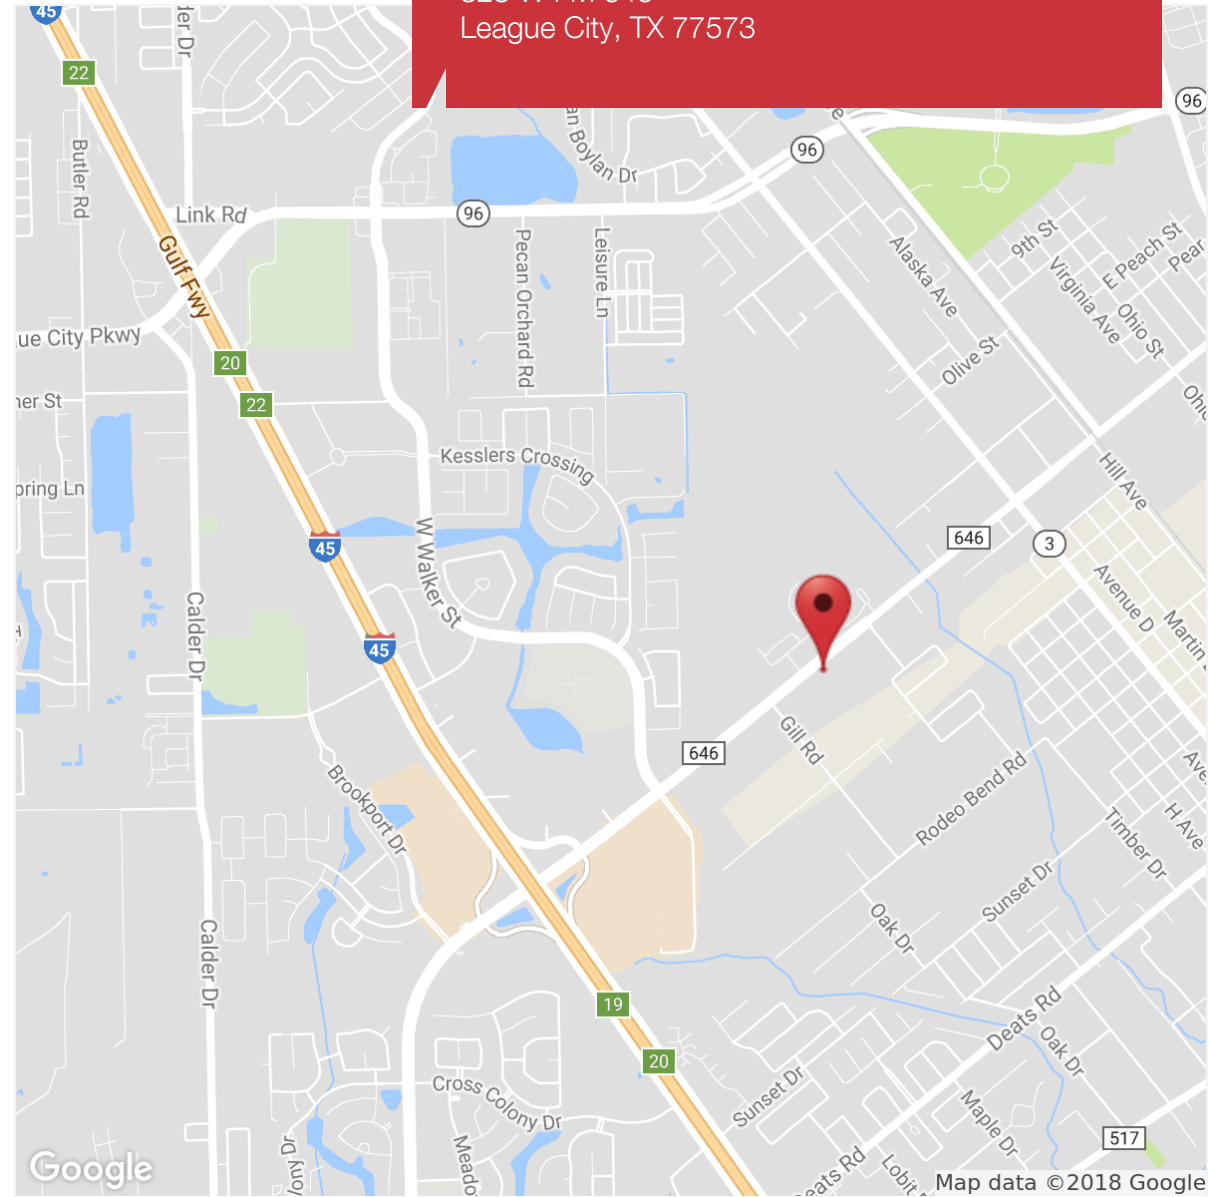 League City, TX 77573
45
22
Butler Rd
Link Rd
96
96
96
Boylan Dr
Gulf Fwy
Pecan Orchard Rd
Leisure Ln
Alaska Ave
9th St
Virginia Ave
E Peach St
Pear
Ohio St
Olive St
City Pkwy
20
22
Kesslers Crossing
Hill Ave
45
W Walker St
646
3
Avenue D
Martin
Calder Dr
45
646
Gill Rd
Rodeo Bend Rd
Brookport Dr
Timber Dr
H Ave
Sunset Dr
Oak Dr
Calder Dr
19
20
Deats Rd
Oak Dr
Sunset Dr
Maple Dr
Cross Colony Dr
517
Google
Map data ©2018 Google